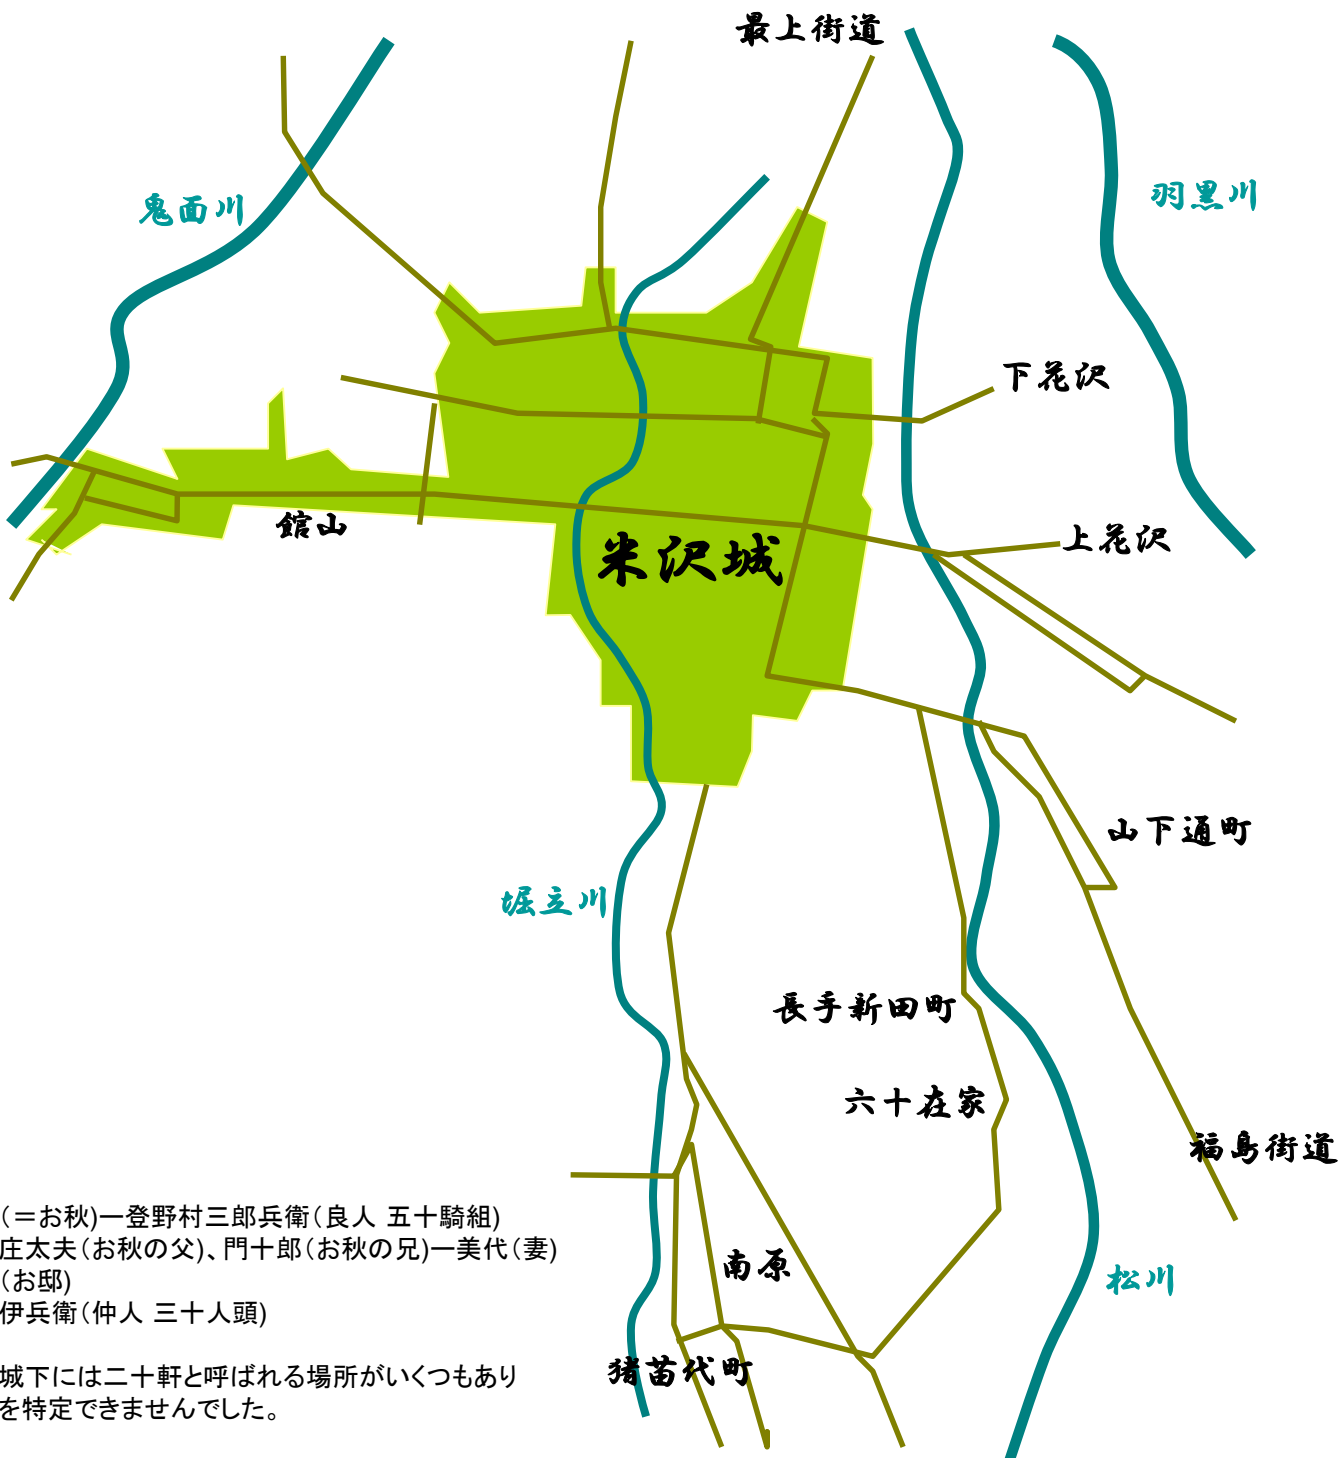 最上街道
鬼面川
羽黒川
下花沢
館山
上花沢
米沢城
山下通町
堀立川
長手新田町
六十在家
福島街道
南原
松川
猪苗代町
(＝お秋)ー登野村三郎兵衛(良人 五十騎組)
庄太夫(お秋の父)、門十郎(お秋の兄)ー美代(妻)
(お邸)
伊兵衛(仲人 三十人頭)
城下には二十軒と呼ばれる場所がいくつもあり
を特定できませんでした。